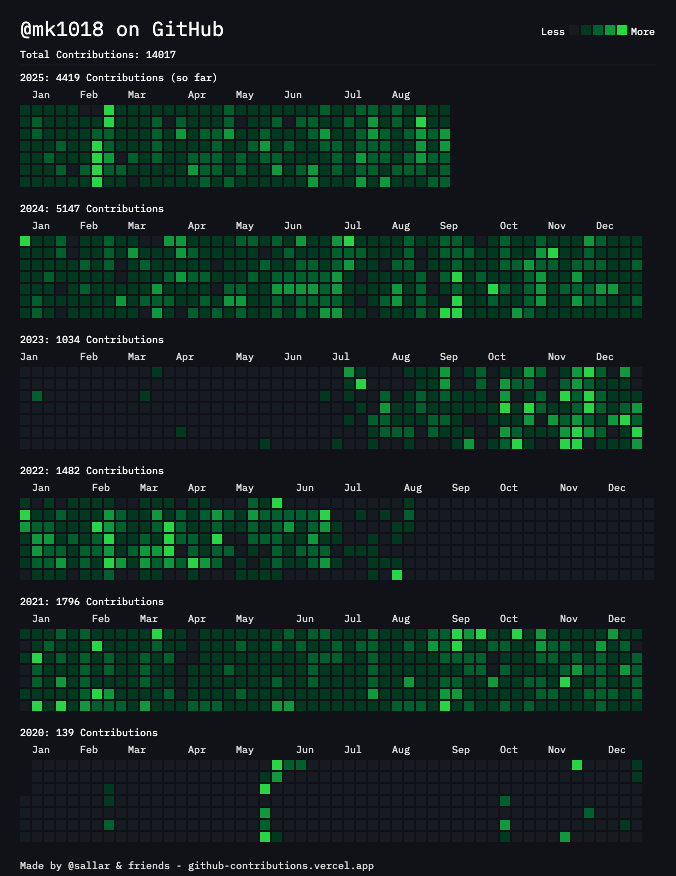 @mk1018 on GitHub
Less More
Total Contributions: 14017
2025: 4419 Contributions (so far)
Jan Feb Mar Apr May Jun Jul Aug
2024: 5147 Contributions
Jan Feb Mar Apr May Jun Jul Aug Sep Oct Nov Dec
2023: 1034 Contributions
Jan Feb Mar Apr May Jun Jul Aug Sep Oct Nov Dec
2022: 1482 Contributions
Jan Feb Mar Apr May Jun Jul Aug Sep Oct Nov Dec
2021: 1796 Contributions
Jan Feb Mar Apr May Jun Jul Aug Sep Oct Nov Dec
2020: 139 Contributions
Jan Feb Mar Apr May Jun Jul Aug Sep Oct Nov Dec
Made by @sallar & friends - github-contributions.vercel.app